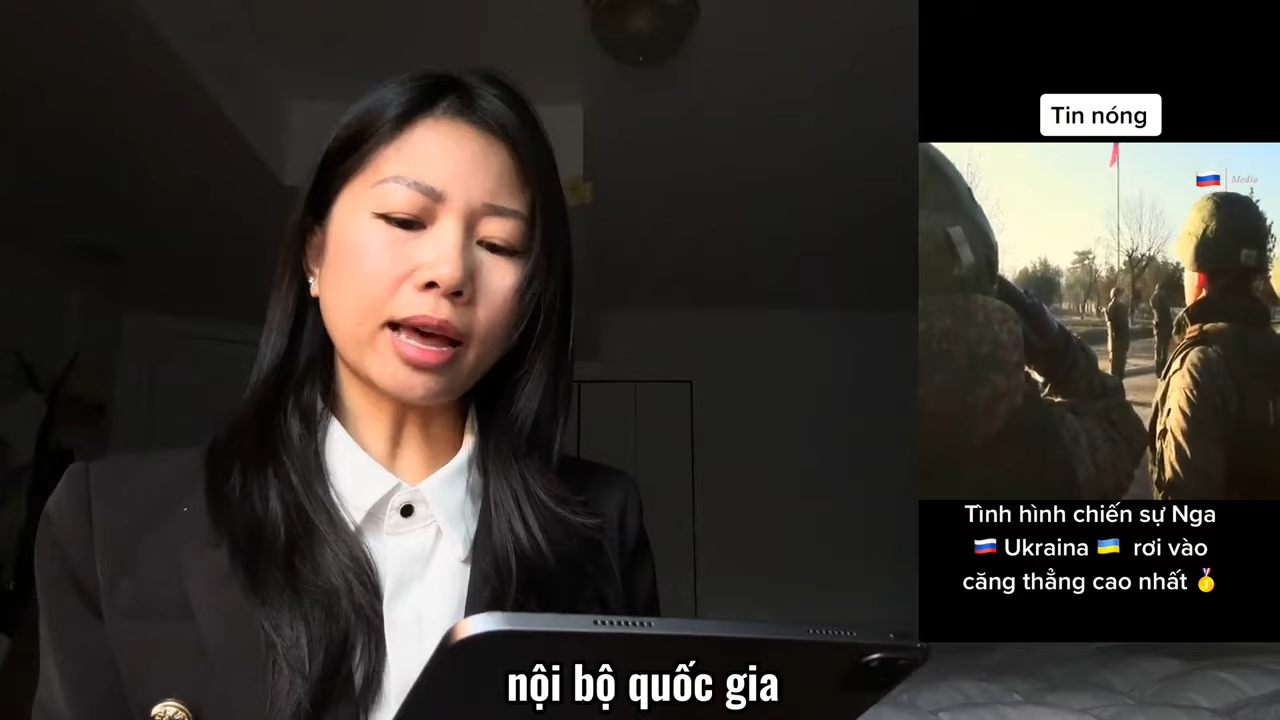 Tin nóng
Media
Tình hình chiến sự Nga
🇷🇺 Ukraina 🇺🇦 rơi vào
căng thẳng cao nhất 🏅
nội bộ quốc gia